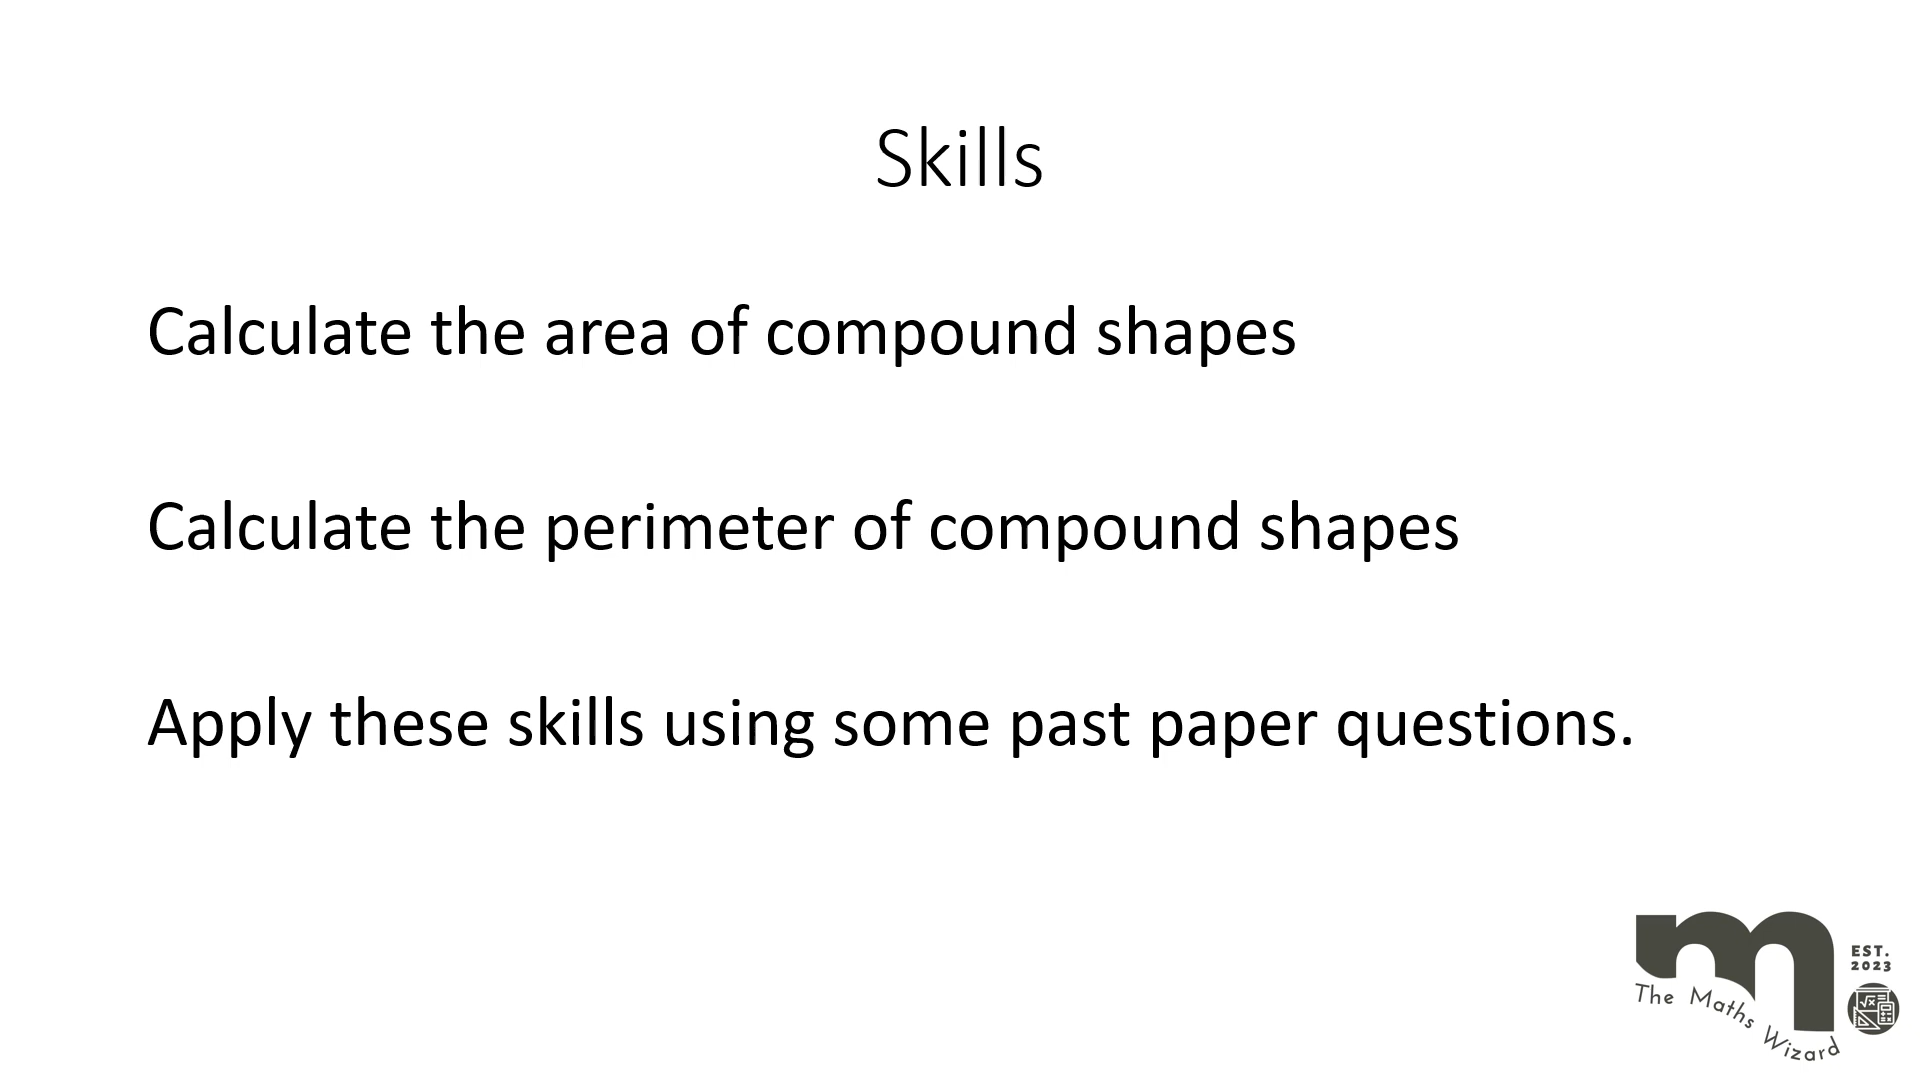 Skills
Calculate the area of compound shapes
Calculate the perimeter of compound shapes
Apply these skills using some past paper questions.
EST.
2023
The Maths Wizard